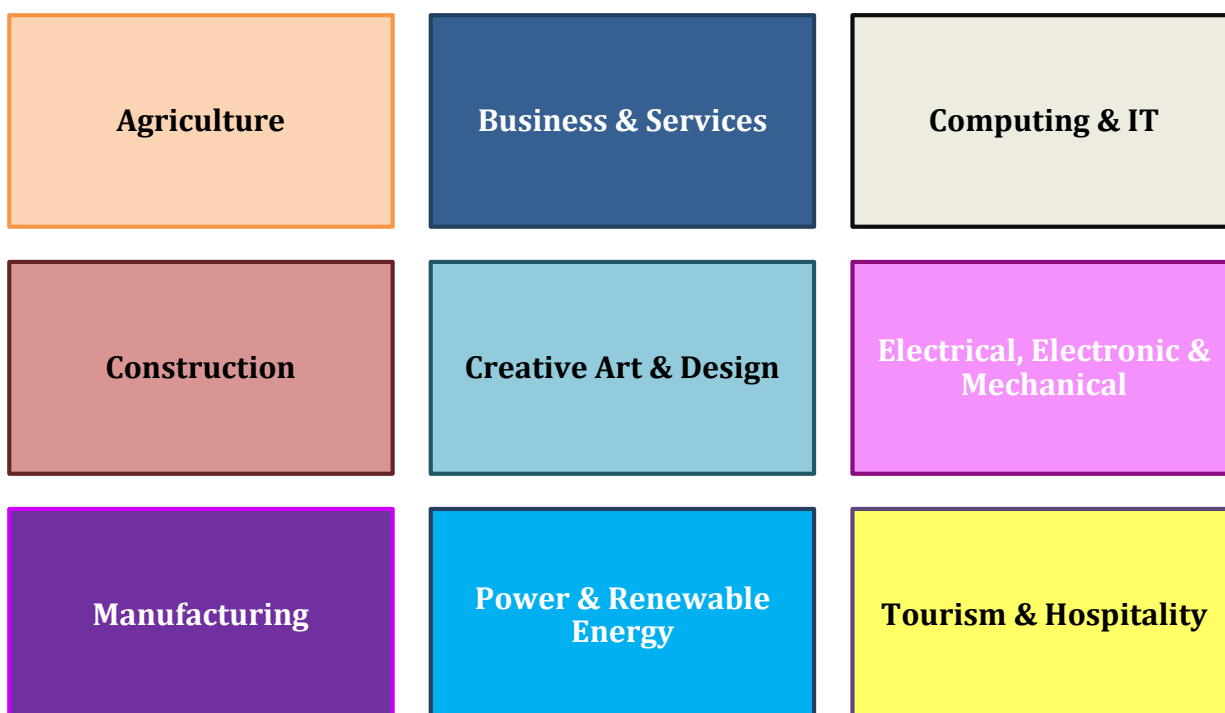 Agriculture
Business & Services
Computing & IT
Construction
Creative Art & Design
Electrical, Electronic &
Mechanical
Manufacturing
Power & Renewable
Energy
Tourism & Hospitality